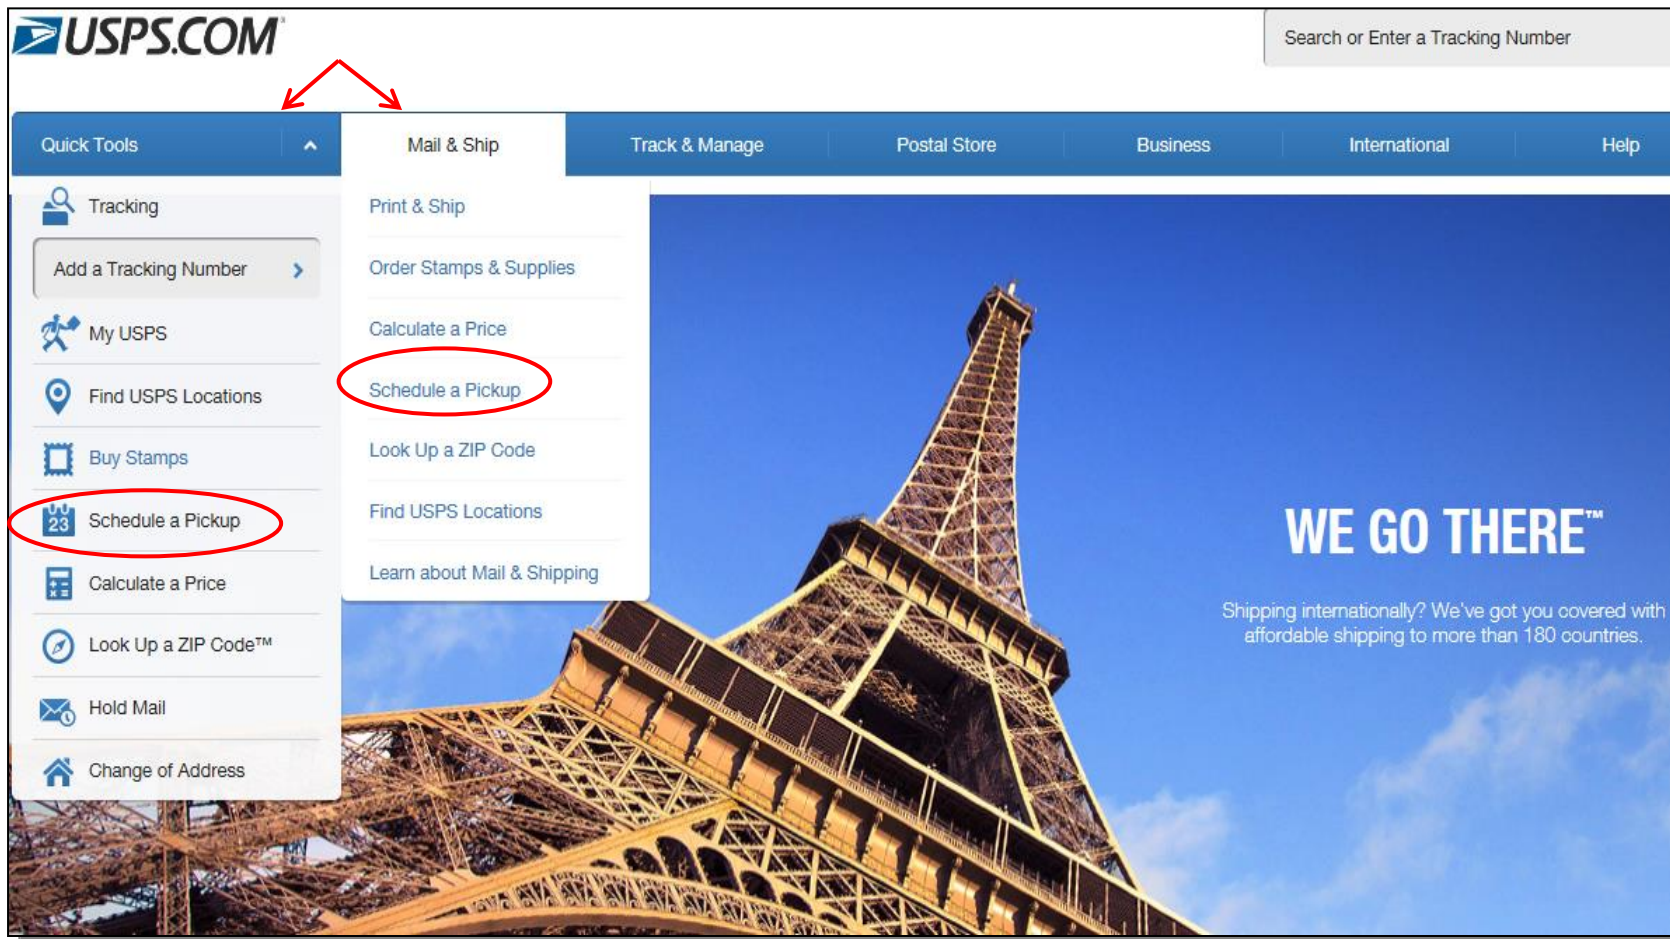 USPS.COM
Search or Enter a Tracking Number
Quick Tools
Mail & Ship
Track & Manage
Postal Store
Business
International
Help
Tracking
Add a Tracking Number
My USPS
Find USPS Locations
Buy Stamps
23
Schedule a Pickup
Calculate a Price
Look Up a ZIP Code™
Hold Mail
Change of Address
Print & Ship
Order Stamps & Supplies
Calculate a Price
Schedule a Pickup
Look Up a ZIP Code
Find USPS Locations
Learn about Mail & Shipping
WE GO THERE™
Shipping internationally? We've got you covered with
affordable shipping to more than 180 countries.